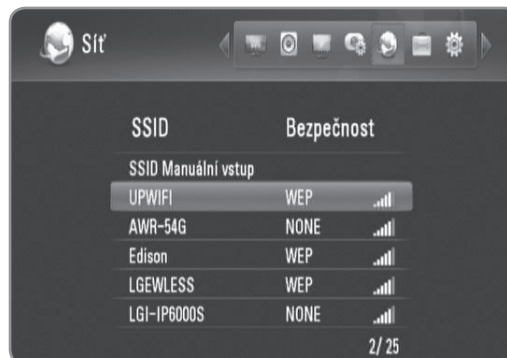 Síť
SSID Bezpečnost
SSID Manuální vstup
UPWIFI WEP
AWR-54G NONE
Edison WEP
LGEWLESS WEP
LGI-IP6000S NONE
2/ 25